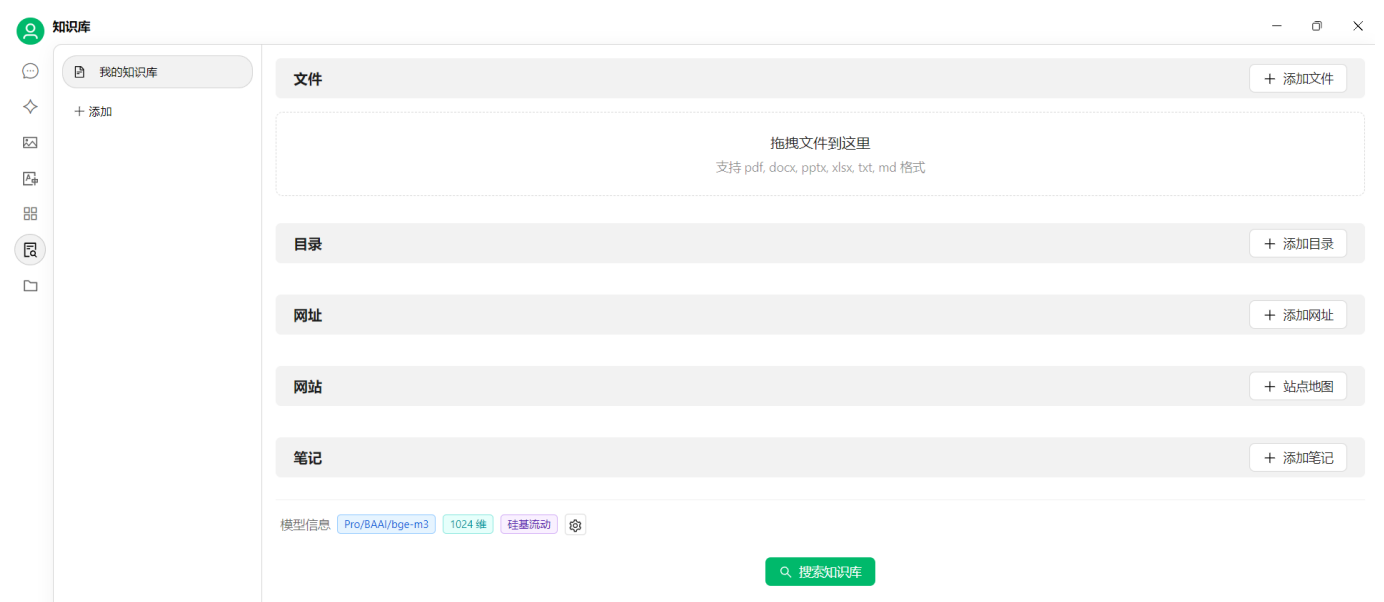 知识库
我的知识库
添加
文件
添加文件
拖拽文件到这里
支持 pdf, docx, pptx, xlsx, txt, md 格式
目录
添加目录
网址
添加网址
网站
站点地图
笔记
添加笔记
模型信息 Pro/BAAI/bge-m3 1024 维 硅基流动
搜索知识库